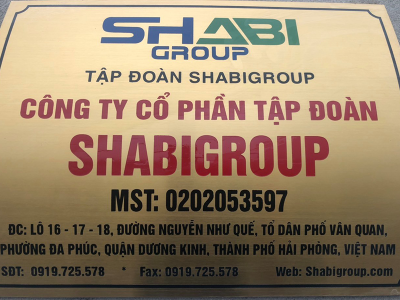 SHABI
GROUP
TẬP ĐOÀN SHABIGROUP
CÔNG TY CỔ PHẦN TẬP ĐOÀN
SHABIGROUP
MST: 0202053597
ĐC: LÔ 16 - 17 - 18, ĐƯỜNG NGUYỄN NHƯ QUẾ, TỔ DÂN PHỐ VÂN QUAN,
PHƯỜNG ĐA PHÚC, QUẬN DƯƠNG KINH, THÀNH PHỐ HẢI PHÒNG, VIỆT NAM
SĐT: 0919.725.578 * Fax: 0919.725.578 Web: Shabigroup.com